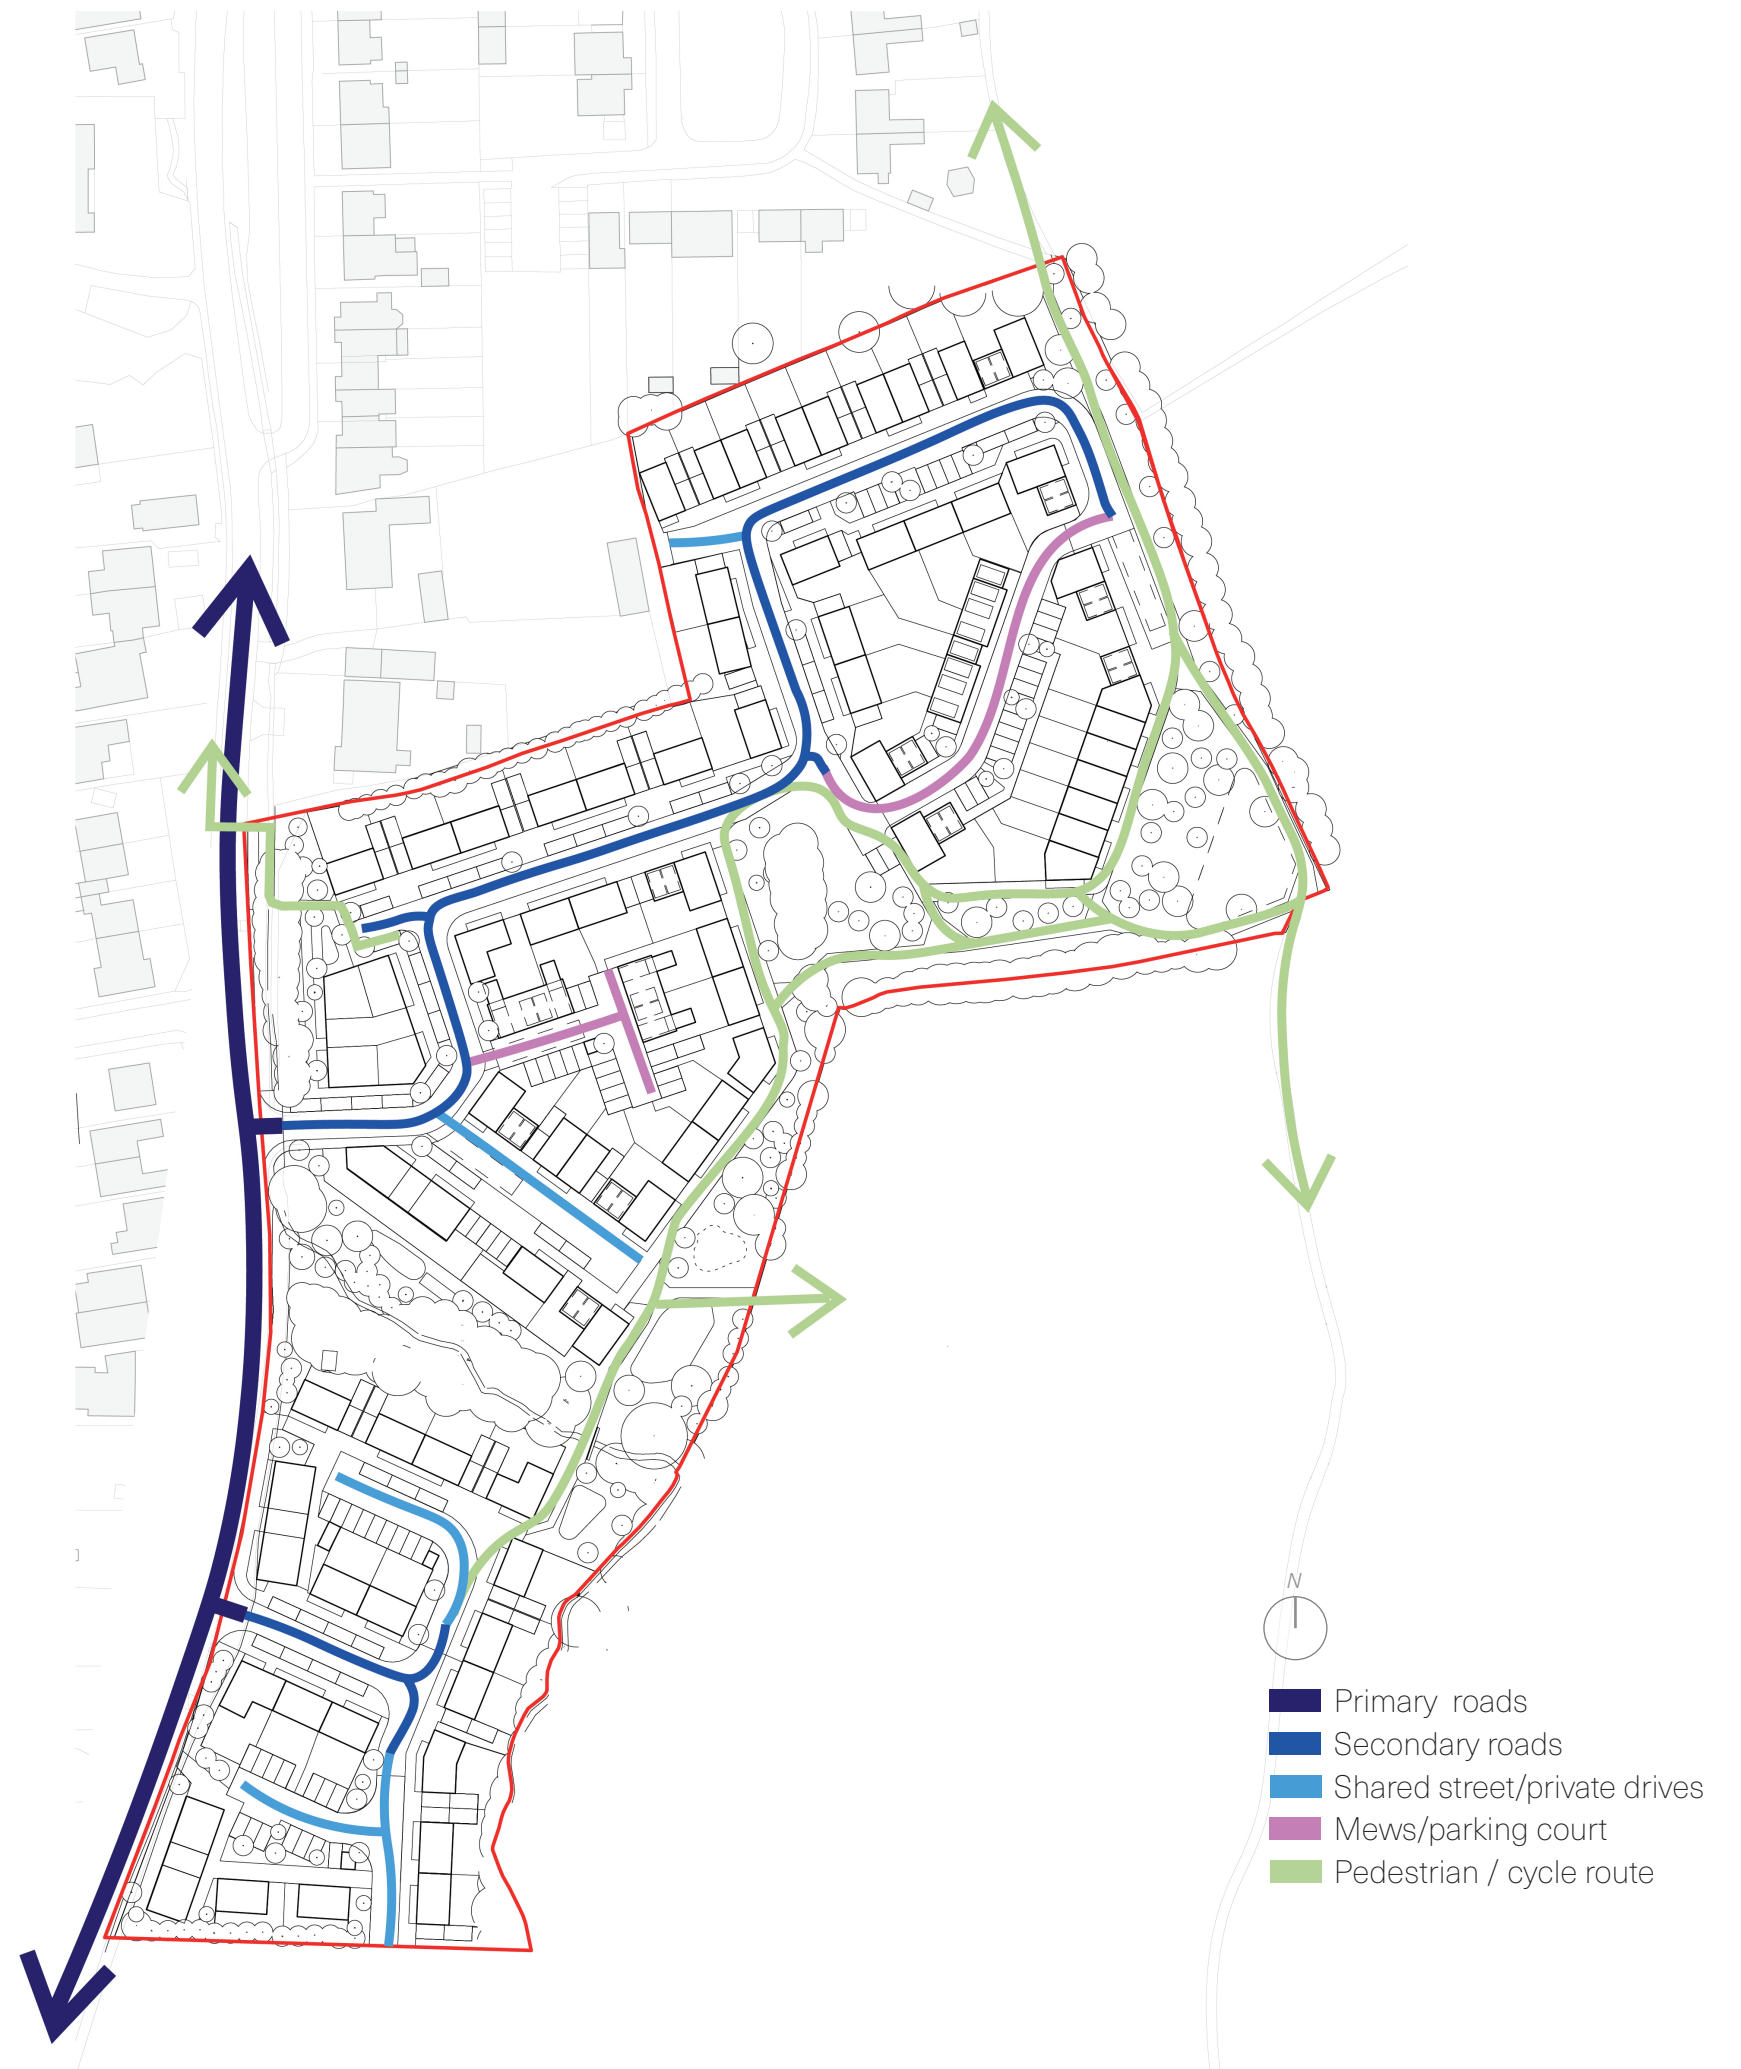 N
Primary roads
Secondary roads
Shared street/private drives
Mews/parking court
Pedestrian / cycle route